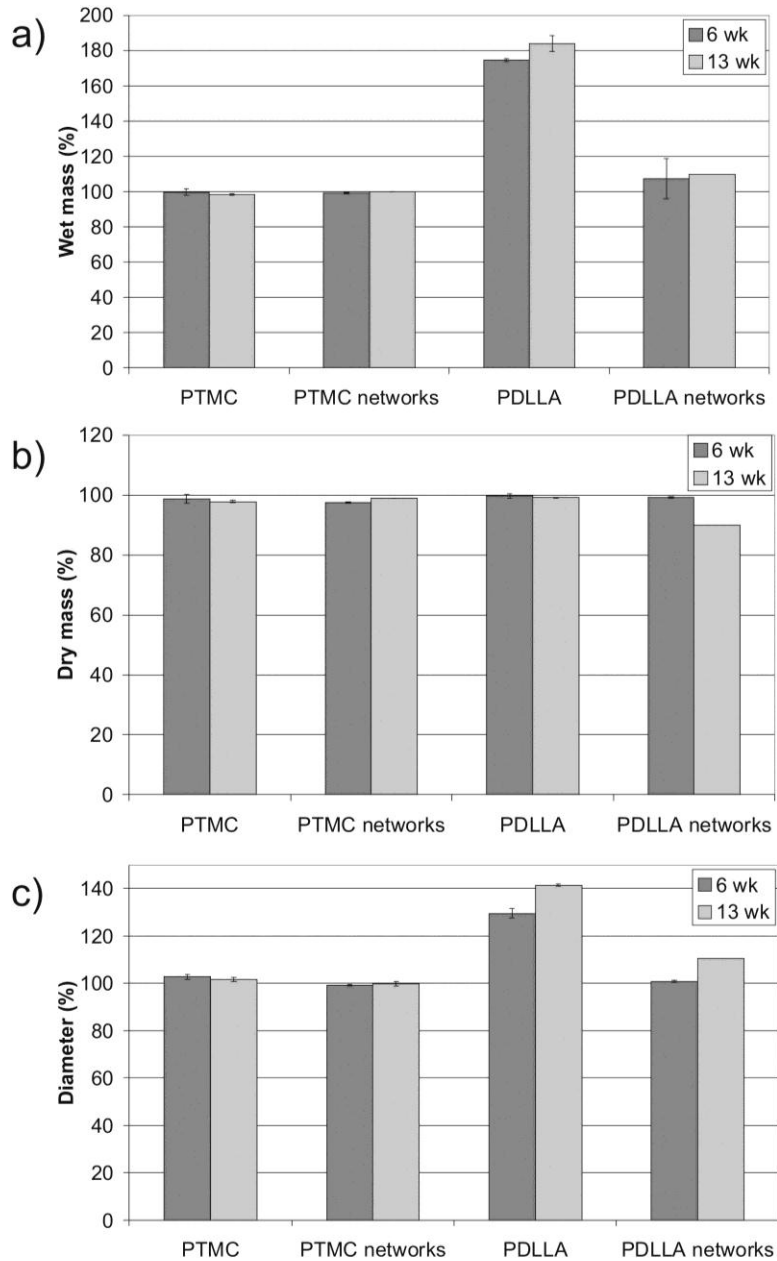 a)
Wet mass (%)
200
180
160
140
120
100
80
60
40
20
0
6 wk
13 wk
PTMC PTMC networks PDLLA PDLLA networks
b)
Dry mass (%)
120
100
80
60
40
20
0
6 wk
13 wk
PTMC PTMC networks PDLLA PDLLA networks
c)
Diameter (%)
140
120
100
80
60
40
20
0
6 wk
13 wk
PTMC PTMC networks PDLLA PDLLA networks